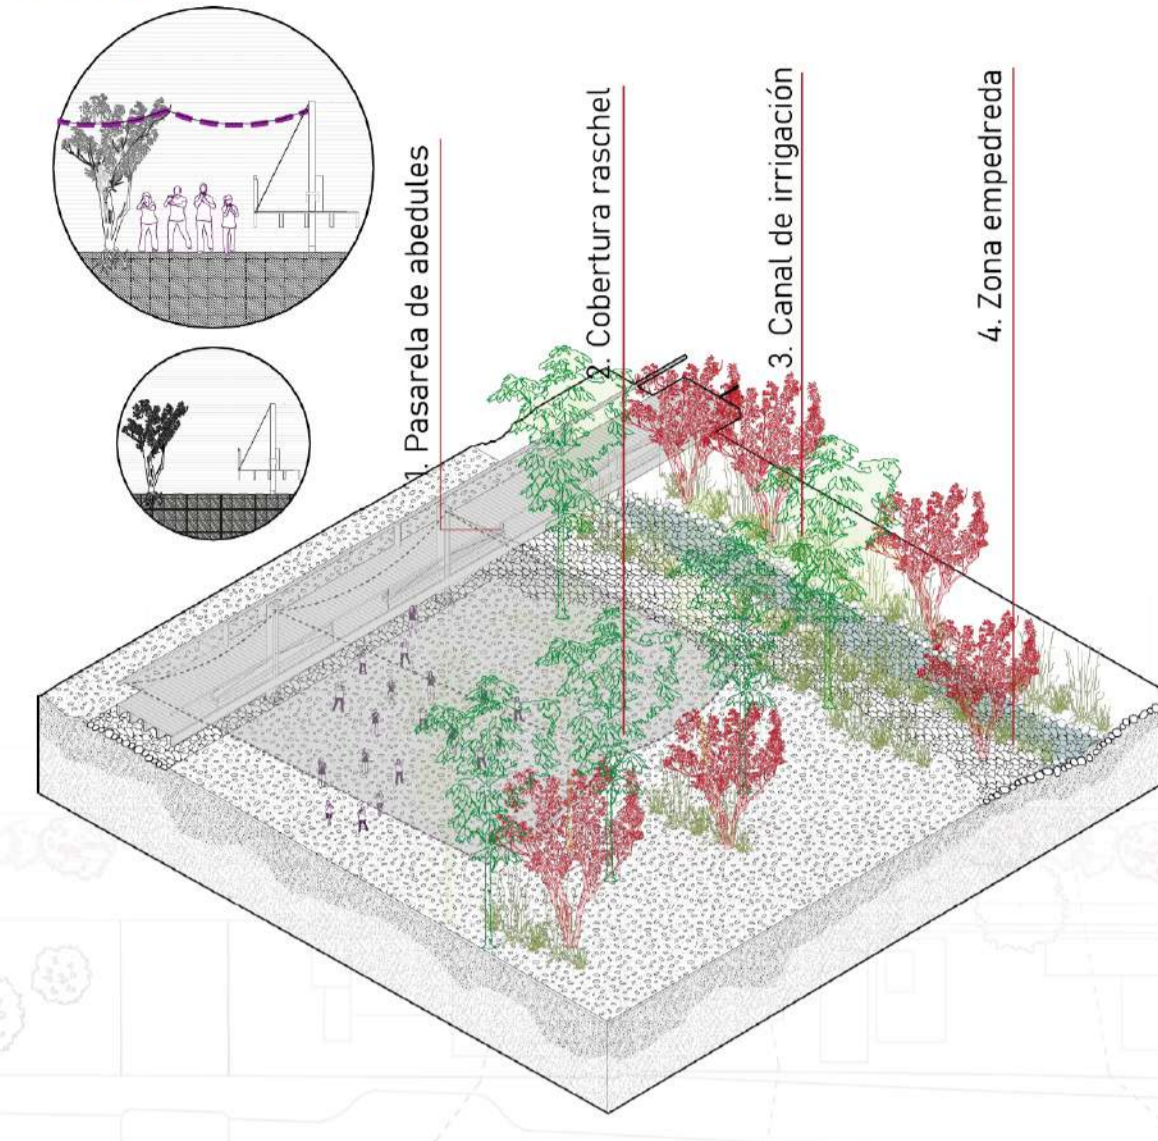 1. Pasarela de abedules
2. Cobertura raschel
3. Canal de irrigación
4. Zona empedreda